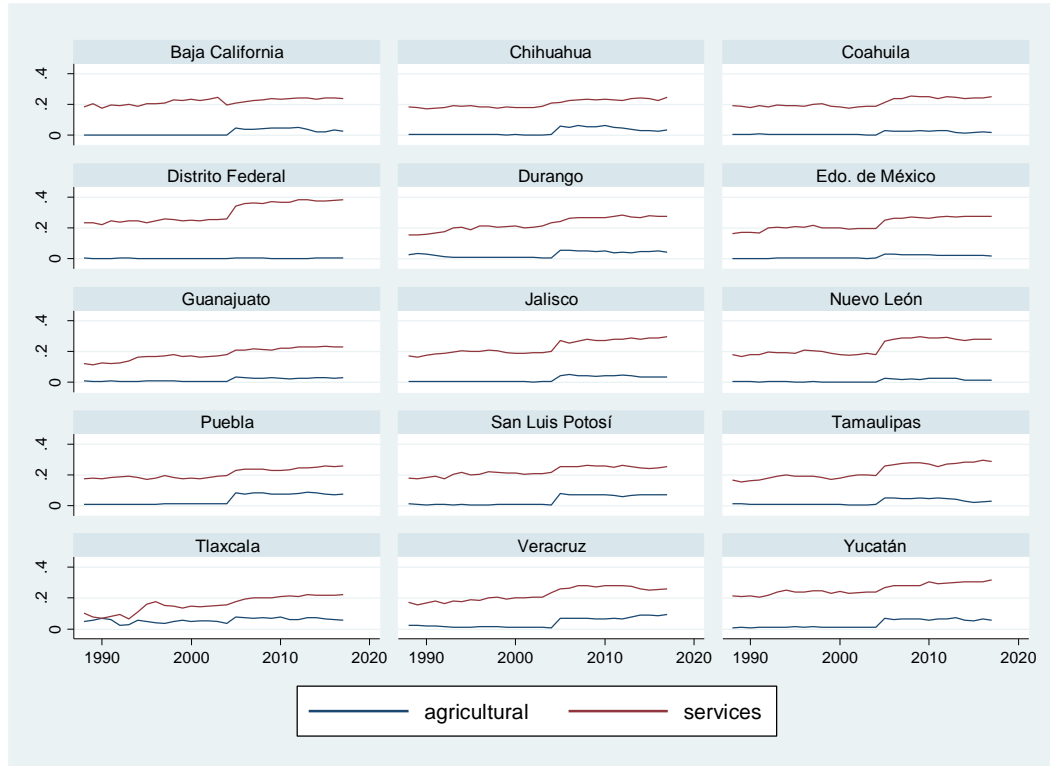 Baja California Chihuahua Coahuila
.4
.2
0
Distrito Federal Durango Edo. de México
.4
.2
0
Guanajuato Jalisco Nuevo León
.4
.2
0
Puebla San Luis Potosí Tamaulipas
.4
.2
0
Tlaxcala Veracruz Yucatán
.4
.2
0
1990 2000 2010 2020 1990 2000 2010 2020 1990 2000 2010 2020
agricultural services